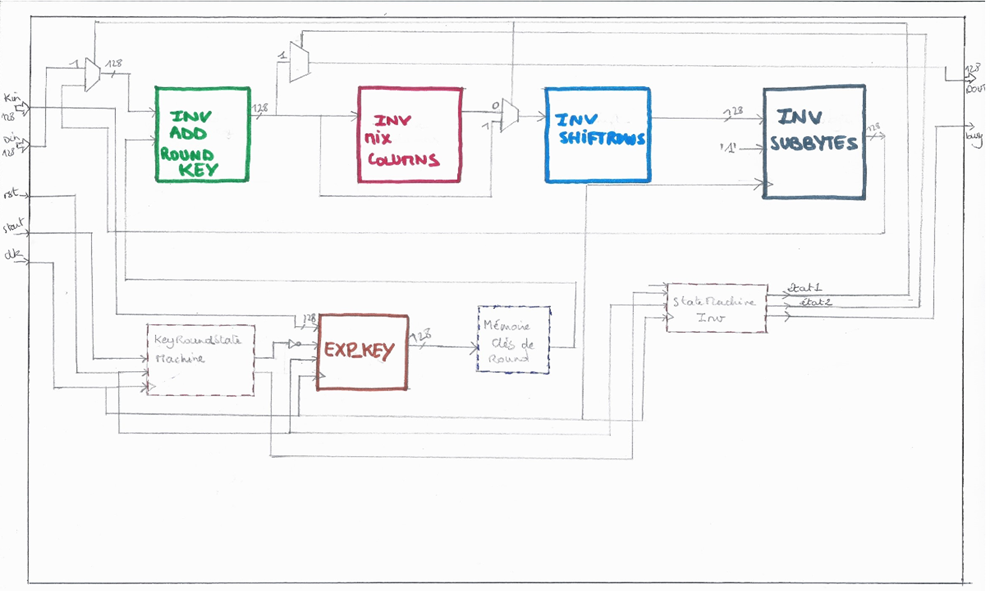 1
128
1
128
Dout
busy
Kin
128
Din
128
rst
start
clk
INV
ADD
ROUND
KEY
128
INV
MIX
COLUMNS
0
1
INV
SHIFTROWS
128
'1'
INV
SUBBYTES
128
KeyRoundState
Machine
128
EXP_KEY
128
Mémoire
Clés de
Round
StateMachine
Inv
état1
état2